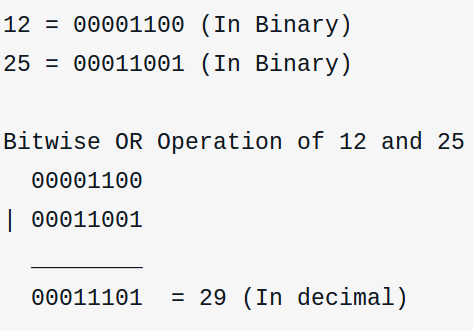 12 = 00001100 (In Binary)
25 = 00011001 (In Binary)
Bitwise OR Operation of 12 and 25
00001100
| 00011001
________
00011101 = 29 (In decimal)